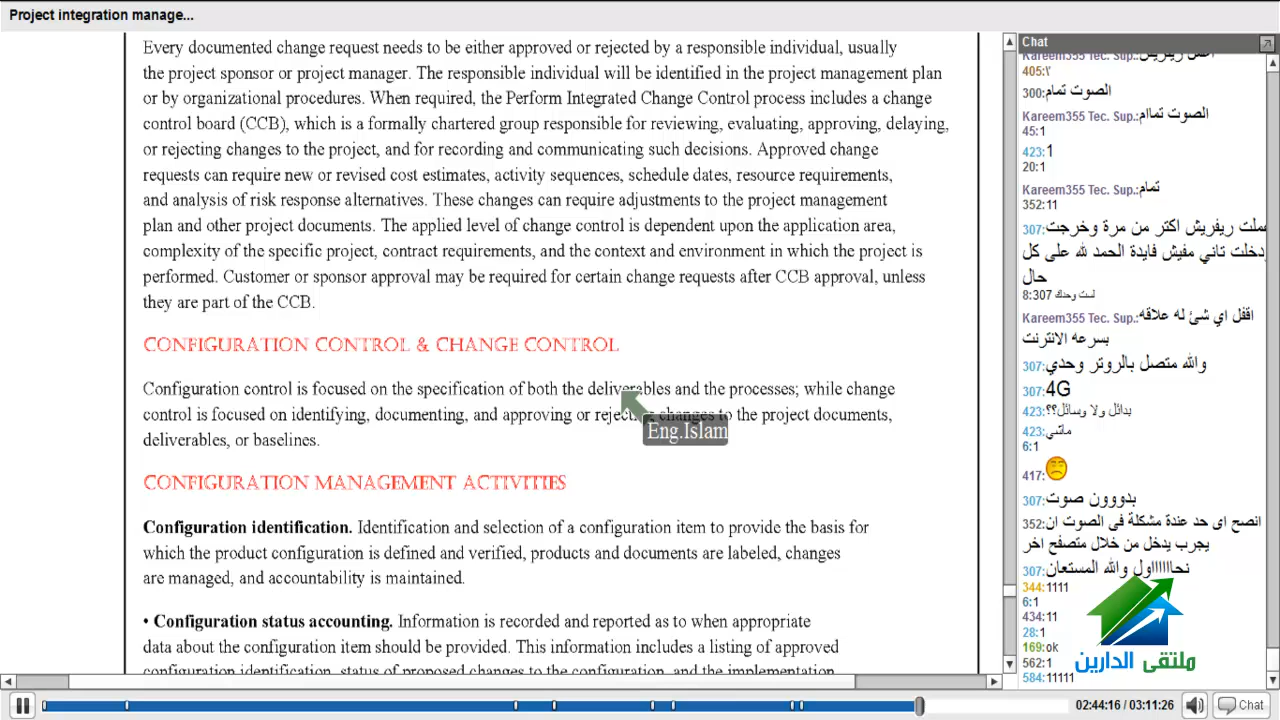 Project integration manage...
Every documented change request needs to be either approved or rejected by a responsible individual, usually
the project sponsor or project manager. The responsible individual will be identified in the project management plan
or by organizational procedures. When required, the Perform Integrated Change Control process includes a change
control board (CCB), which is a formally chartered group responsible for reviewing, evaluating, approving, delaying,
or rejecting changes to the project, and for recording and communicating such decisions. Approved change
requests can require new or revised cost estimates, activity sequences, schedule dates, resource requirements,
and analysis of risk response alternatives. These changes can require adjustments to the project management
plan and other project documents. The applied level of change control is dependent upon the application area,
complexity of the specific project, contract requirements, and the context and environment in which the project is
performed. Customer or sponsor approval may be required for certain change requests after CCB approval, unless
they are part of the CCB.
CONFIGURATION CONTROL & CHANGE CONTROL
Configuration control is focused on the specification of both the deliverables and the processes; while change
control is focused on identifying, documenting, and approving or rejecting changes to the project documents,
deliverables, or baselines.
Eng.Islam
CONFIGURATION MANAGEMENT ACTIVITIES
Configuration identification. Identification and selection of a configuration item to provide the basis for
which the product configuration is defined and verified, products and documents are labeled, changes
are managed, and accountability is maintained.
• Configuration status accounting. Information is recorded and reported as to when appropriate
data about the configuration item should be provided. This information includes a listing of approved
configuration identification, status of proposed changes to the configuration, and the implementation
Chat
Kareem355 Tec. Sup.:
405:\'
300: الصوت تمام
Kareem355 Tec. Sup.: الصوت تماام
45:1
423: 1
20:1
Kareem355 Tec. Sup.: تمام
352:11
307: عملت ريفريش اكتر من مرة وخرجت
ودخلت تاني مفيش فايدة الحمد لله على كل
حال
8:307 لست وحدك
Kareem355 Tec. Sup.: اقفل اي شئ له علاقه
بسرعه الانترنت
307: والله متصل بالروتر وحدي
307: 4G
423: بدائل ولا وسائل؟؟
423: ماشي
6:1
417:
307: بدووون صوت
352: انصح اى حد عندة مشكلة فى الصوت ان
يجرب يدخل من خلال متصفح اخر
307: نحااااااول والله المستعان
344: 1111
6:1
434:11
28:1
169:ok
562:1
584: 11111
ملتقى الدارين
02:44:16 / 03:11:26
Chat